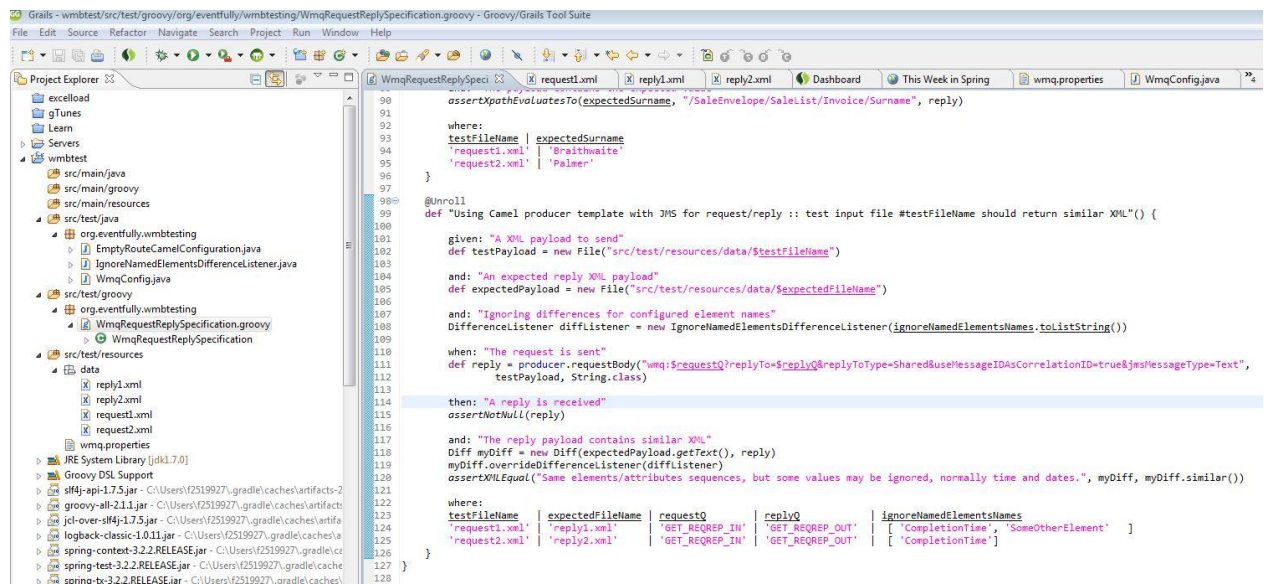 Grails - wmbtest/src/test/groovy/org/eventfully/wmbtesting/WmqRequestReplySpecification.groovy - Groovy/Grails Tool Suite
File Edit Source Refactor Navigate Search Project Run Window Help
Project Explorer
excelload
gTunes
Learn
Servers
wmbtest
src/main/java
src/main/groovy
src/main/resources
src/test/java
org.eventfully.wmbtesting
EmptyRouteCamelConfiguration.java
IgnoreNamedElementsDifferenceListener.java
WmqConfig.java
src/test/groovy
org.eventfully.wmbtesting
WmqRequestReplySpecification.groovy
WmqRequestReplySpecification
src/test/resources
data
reply1.xml
reply2.xml
request1.xml
request2.xml
wmq.properties
JRE System Library [jdk1.7.0]
Groovy DSL Support
slf4j-api-1.7.5.jar - C:\Users\f2519927\.gradle\caches\artifacts-2
groovy-all-2.1.1.jar - C:\Users\f2519927\.gradle\caches\artifacts
jcl-over-slf4j-1.7.5.jar - C:\Users\f2519927\.gradle\caches\artifa
logback-classic-1.0.11.jar - C:\Users\f2519927\.gradle\caches\a
spring-context-3.2.2.RELEASE.jar - C:\Users\f2519927\.gradle\ca
spring-test-3.2.2.RELEASE.jar - C:\Users\f2519927\.gradle\cache
spring-tx-3.2.2.RELEASE.jar - C:\Users\f2519927\.gradle\caches\
WmqRequestReplySpeci request1.xml reply1.xml reply2.xml Dashboard This Week in Spring wmq.properties WmqConfig.java »4
90 assertXpathEvaluatesTo(expectedSurname, "/SaleEnvelope/SaleList/Invoice/Surname", reply)
91
92 where:
93 testFileName | expectedSurname
94 'request1.xml' | 'Braithwaite'
95 'request2.xml' | 'Palmer'
96 }
97
98 @Unroll
99 def "Using Camel producer template with JMS for request/reply :: test input file #testFileName should return similar XML"() {
100
101 given: "A XML payload to send"
102 def testPayload = new File("src/test/resources/data/$testFileName")
103
104 and: "An expected reply XML payload"
105 def expectedPayload = new File("src/test/resources/data/$expectedFileName")
106
107 and: "Ignoring differences for configured element names"
108 DifferenceListener diffListener = new IgnoreNamedElementsDifferenceListener(ignoreNamedElementsNames.toListString())
109
110 when: "The request is sent"
111 def reply = producer.requestBody("wmq:$requestQ?replyTo=$replyQ&replyToType=Shared&useMessageIDAsCorrelationID=true&jmsMessageType=Text",
112 testPayload, String.class)
113
114 then: "A reply is received"
115 assertNotNull(reply)
116
117 and: "The reply payload contains similar XML"
118 Diff myDiff = new Diff(expectedPayload.getText(), reply)
119 myDiff.overrideDifferenceListener(diffListener)
120 assertXMLEqual("Same elements/attributes sequences, but some values may be ignored, normally time and dates.", myDiff, myDiff.similar())
121
122 where:
123 testFileName | expectedFileName | requestQ | replyQ | ignoreNamedElementsNames
124 'request1.xml' | 'reply1.xml' | 'GET_REQREP_IN' | 'GET_REQREP_OUT' | [ 'CompletionTime', 'SomeOtherElement' ]
125 'request2.xml' | 'reply2.xml' | 'GET_REQREP_IN' | 'GET_REQREP_OUT' | [ 'CompletionTime']
126 }
127 }
128